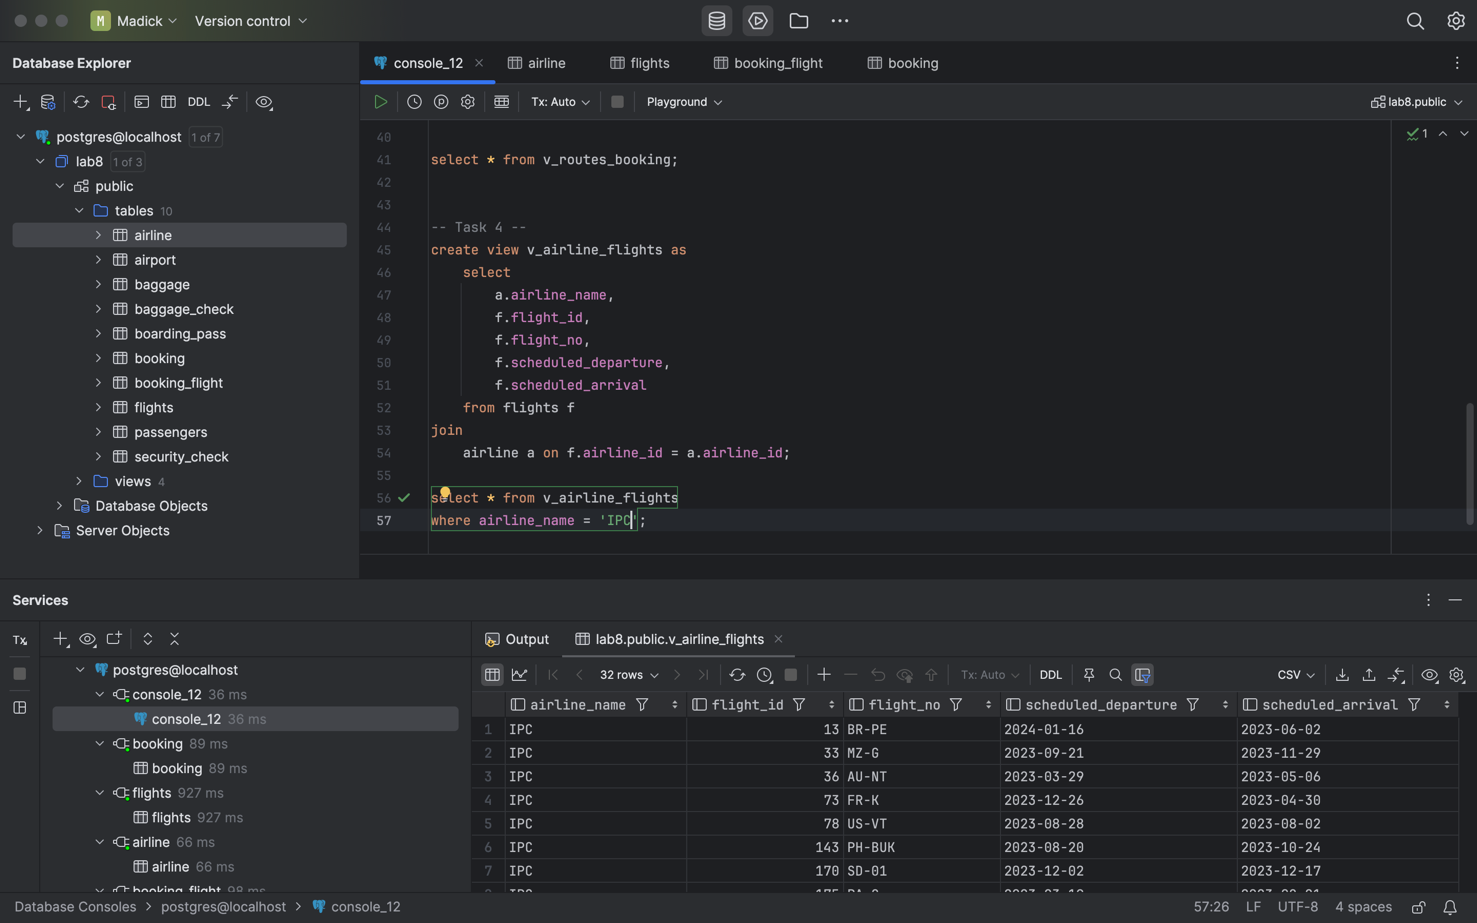 M Madick Version control
Database Explorer
console_12 airline flights booking_flight booking
DDL
Tx: Auto Playground lab8.public
postgres@localhost 1 of 7
lab8 1 of 3
public
tables 10
airline
airport
baggage
baggage_check
boarding_pass
booking
booking_flight
flights
passengers
security_check
views 4
Database Objects
Server Objects
1
40
41 select * from v_routes_booking;
42
43
44 -- Task 4 --
45 create view v_airline_flights as
46 select
47 a.airline_name,
48 f.flight_id,
49 f.flight_no,
50 f.scheduled_departure,
51 f.scheduled_arrival
52 from flights f
53 join
54 airline a on f.airline_id = a.airline_id;
55
56 select * from v_airline_flights
57 where airline_name = 'IPC';
Services
Tx
postgres@localhost
console_12 36 ms
console_12 36 ms
booking 89 ms
booking 89 ms
flights 927 ms
flights 927 ms
airline 66 ms
airline 66 ms
booking_flight 98 ms
Output lab8.public.v_airline_flights
32 rows Tx: Auto DDL CSV
airline_name flight_id flight_no scheduled_departure scheduled_arrival
1 IPC 13 BR-PE 2024-01-16 2023-06-02
2 IPC 33 MZ-G 2023-09-21 2023-11-29
3 IPC 36 AU-NT 2023-03-29 2023-05-06
4 IPC 73 FR-K 2023-12-26 2023-04-30
5 IPC 78 US-VT 2023-08-28 2023-08-02
6 IPC 143 PH-BUK 2023-08-20 2023-10-24
7 IPC 170 SD-01 2023-12-02 2023-12-17
Database Consoles postgres@localhost console_12
57:26 LF UTF-8 4 spaces